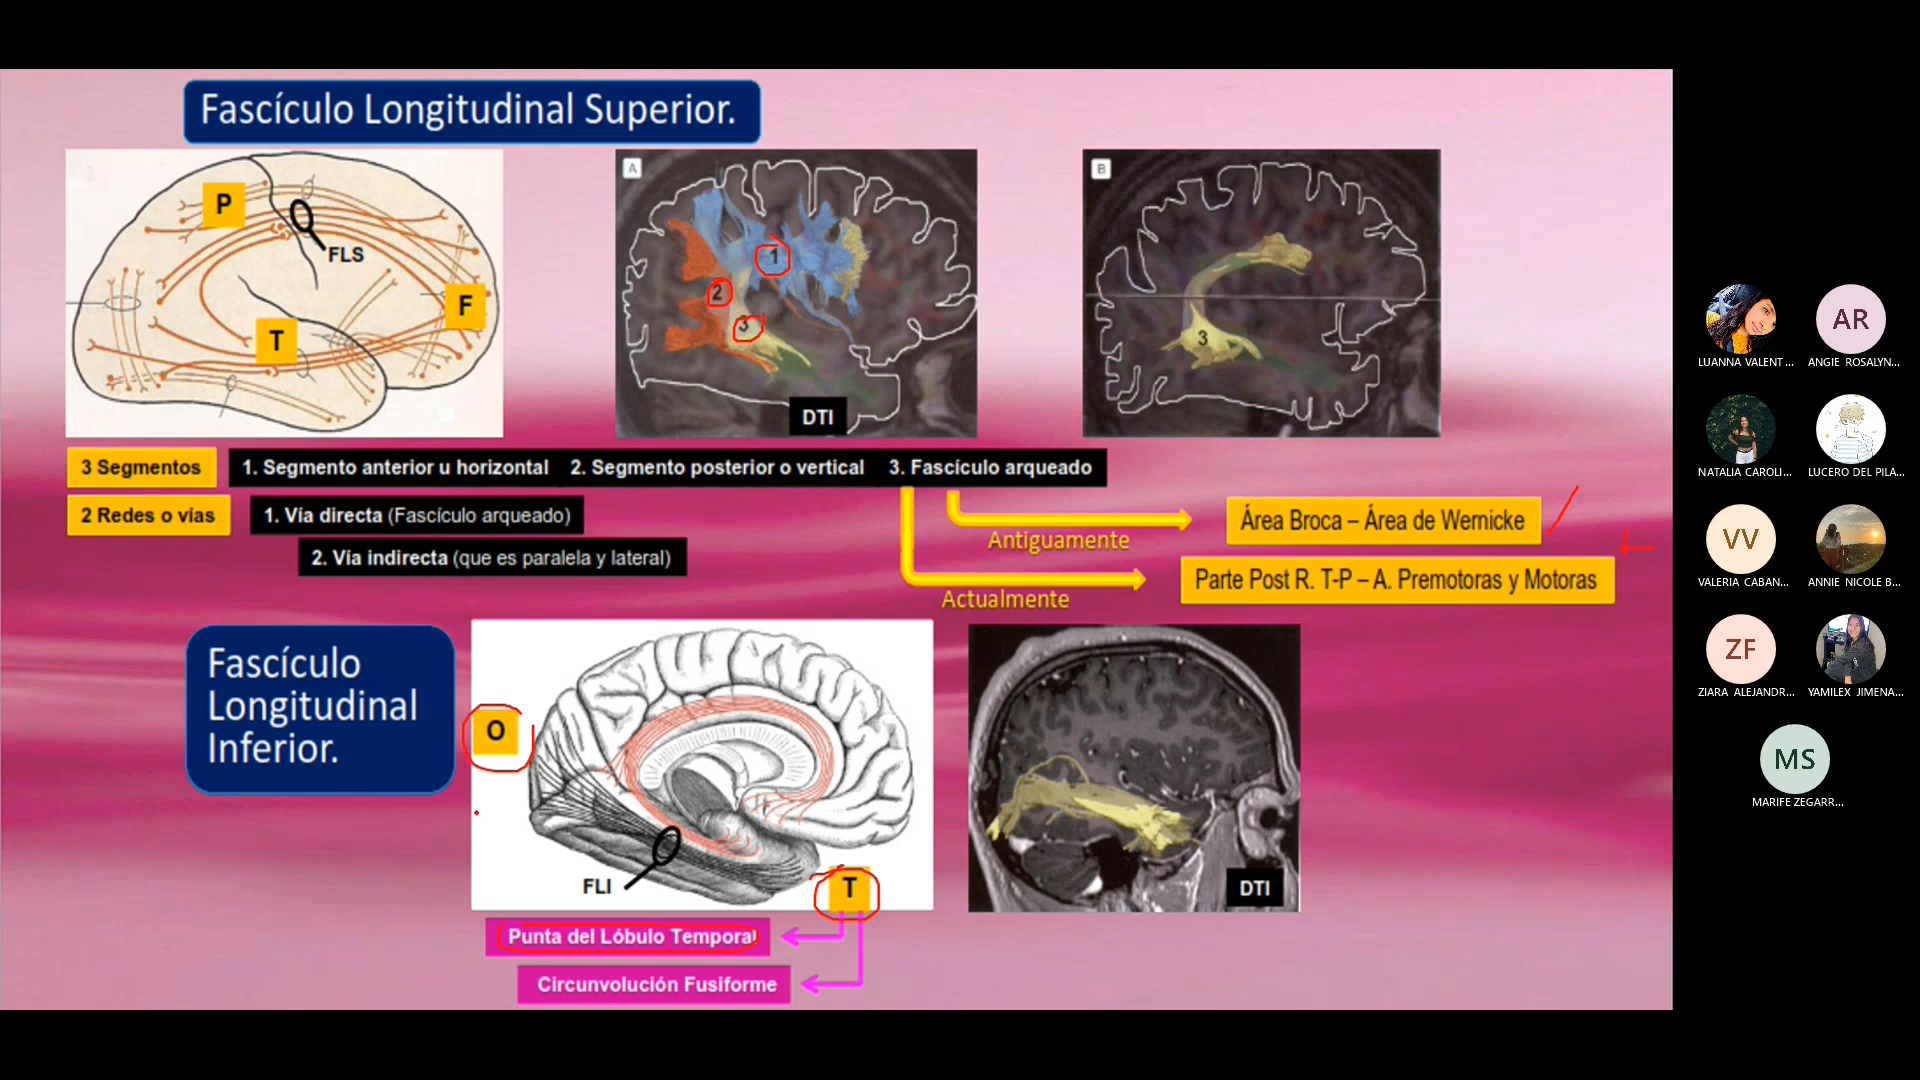 Fascículo Longitudinal Superior.
P
FLS
F
T
A
1
2
3
DTI
B
3
3 Segmentos
1. Segmento anterior u horizontal 2. Segmento posterior o vertical 3. Fascículo arqueado
2 Redes o vías
1. Vía directa (Fascículo arqueado)
2. Vía indirecta (que es paralela y lateral)
Antiguamente
Área Broca – Área de Wernicke
Actualmente
Parte Post R. T-P – A. Premotoras y Motoras
Fascículo
Longitudinal
Inferior.
O
FLI
T
DTI
Punta del Lóbulo Temporal
Circunvolución Fusiforme
LUANNA VALENT...
AR
ANGIE ROSALYN...
NATALIA CAROLI...
LUCERO DEL PILA...
VV
VALERIA CABAN...
ANNIE NICOLE B...
ZF
ZIARA ALEJANDR...
YAMILEX JIMENA...
MS
MARIFE ZEGARR...